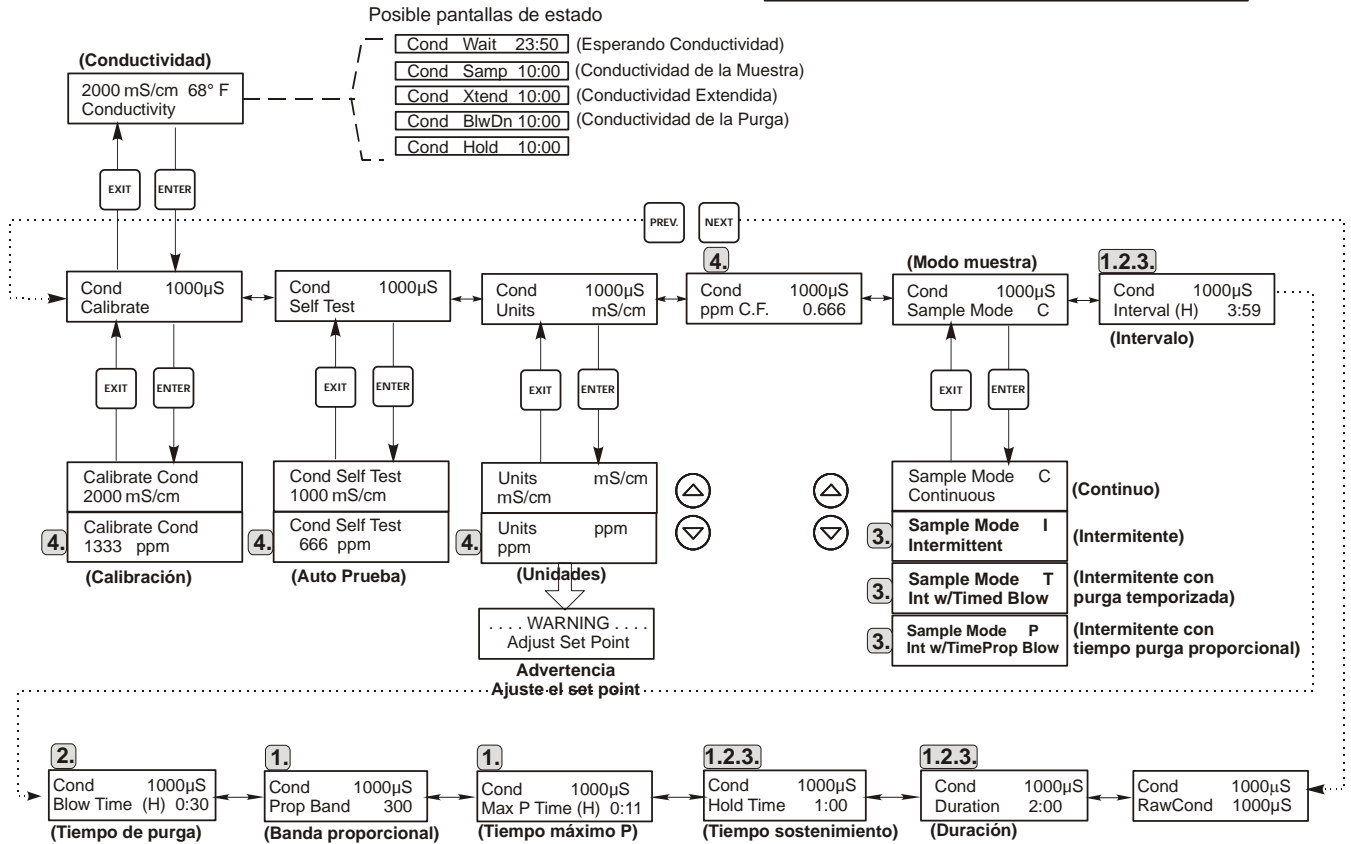 Posible pantallas de estado
Cond Wait 23:50 (Esperando Conductividad)
Cond Samp 10:00 (Conductividad de la Muestra)
Cond Xtend 10:00 (Conductividad Extendida)
Cond BlwDn 10:00 (Conductividad de la Purga)
Cond Hold 10:00
(Conductividad)
2000 mS/cm 68° F
Conductivity
EXIT ENTER
PREV. NEXT
Cond 1000µS
Calibrate
Cond 1000µS
Self Test
Cond 1000µS
Units mS/cm
4.
Cond 1000µS
ppm C.F. 0.666
(Modo muestra)
Cond 1000µS
Sample Mode C
1.2.3.
Cond 1000µS
Interval (H) 3:59
(Intervalo)
EXIT ENTER
EXIT ENTER
EXIT ENTER
EXIT ENTER
Calibrate Cond
2000 mS/cm
4.
Calibrate Cond
1333 ppm
(Calibración)
Cond Self Test
1000 mS/cm
4.
Cond Self Test
666 ppm
(Auto Prueba)
Units mS/cm
mS/cm
4.
Units ppm
ppm
(Unidades)
. . . . WARNING . . . .
Adjust Set Point
Advertencia
Ajuste el set point
Sample Mode C
Continuous
(Continuo)
3.
Sample Mode I
Intermittent
(Intermitente)
3.
Sample Mode T
Int w/Timed Blow
(Intermitente con
purga temporizada)
3.
Sample Mode P
Int w/TimeProp Blow
(Intermitente con
tiempo purga proporcional)
2.
Cond 1000µS
Blow Time (H) 0:30
(Tiempo de purga)
1.
Cond 1000µS
Prop Band 300
(Banda proporcional)
1.
Cond 1000µS
Max P Time (H) 0:11
(Tiempo máximo P)
1.2.3.
Cond 1000µS
Hold Time 1:00
(Tiempo sostenimiento)
1.2.3.
Cond 1000µS
Duration 2:00
(Duración)
Cond 1000µS
RawCond 1000µS